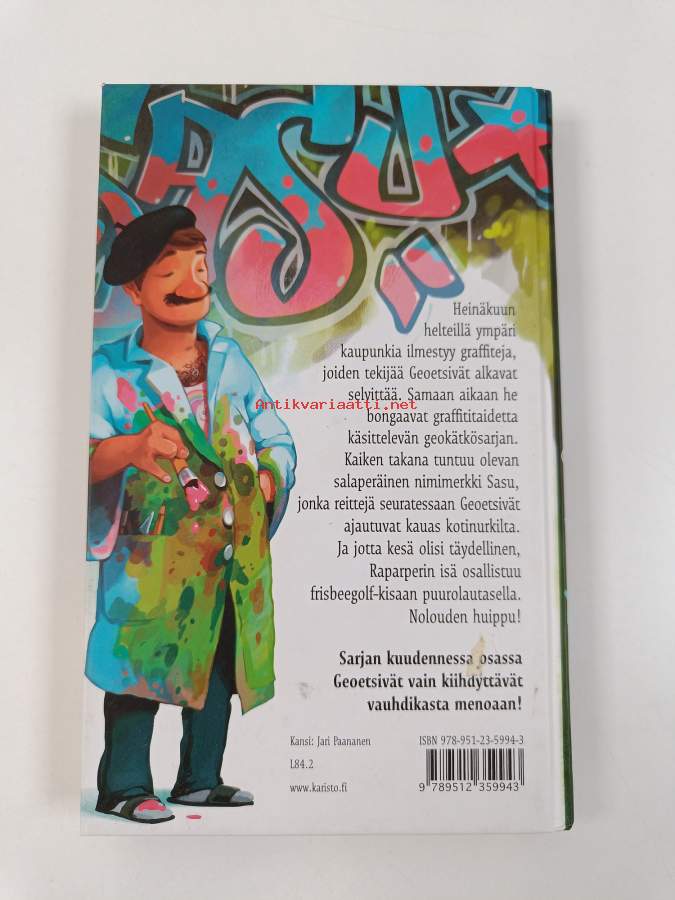 Heinäkuun
helteillä ympäri
kaupunkia ilmestyy graffiteja,
joiden tekijää Geoetsivät alkavat
selvittää. Samaan aikaan he
Antikvariaatti.net
bongaavat graffititaidetta
käsittelevän geokätkösarjan.
Kaiken takana tuntuu olevan
salaperäinen nimimerkki Sasu,
jonka reittejä seuratessaan Geoetsivät
ajautuvat kauas kotinurkilta.
Ja jotta kesä olisi täydellinen,
Raparperin isä osallistuu
frisbeegolf-kisaan puurolautasella.
Nolouden huippu!
Sarjan kuudennessa osassa
Geoetsivät vain kiihdyttävät
vauhdikasta menoaan!
Kansi: Jari Paananen
L84.2
www.karisto.fi
ISBN 978-951-23-5994-3
9 789512 359943